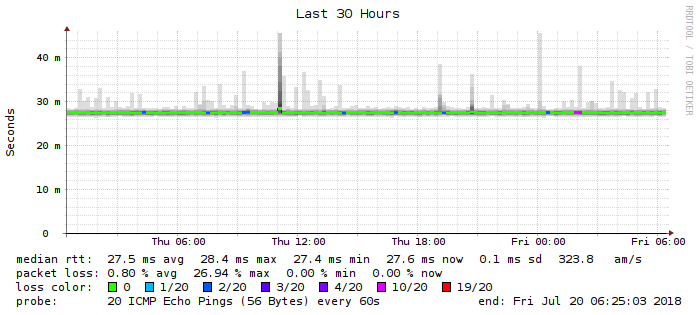 Last 30 Hours
RRDTOOL / TOBI OETIKER
Seconds
40 m
30 m
20 m
10 m
0
Thu 06:00 Thu 12:00 Thu 18:00 Fri 00:00 Fri 06:00
median rtt: 27.5 ms avg 28.4 ms max 27.4 ms min 27.6 ms now 0.1 ms sd 323.8 am/s
packet loss: 0.80 % avg 26.94 % max 0.00 % min 0.00 % now
loss color: 0 1/20 2/20 3/20 4/20 10/20 19/20
probe: 20 ICMP Echo Pings (56 Bytes) every 60s end: Fri Jul 20 06:25:03 2018